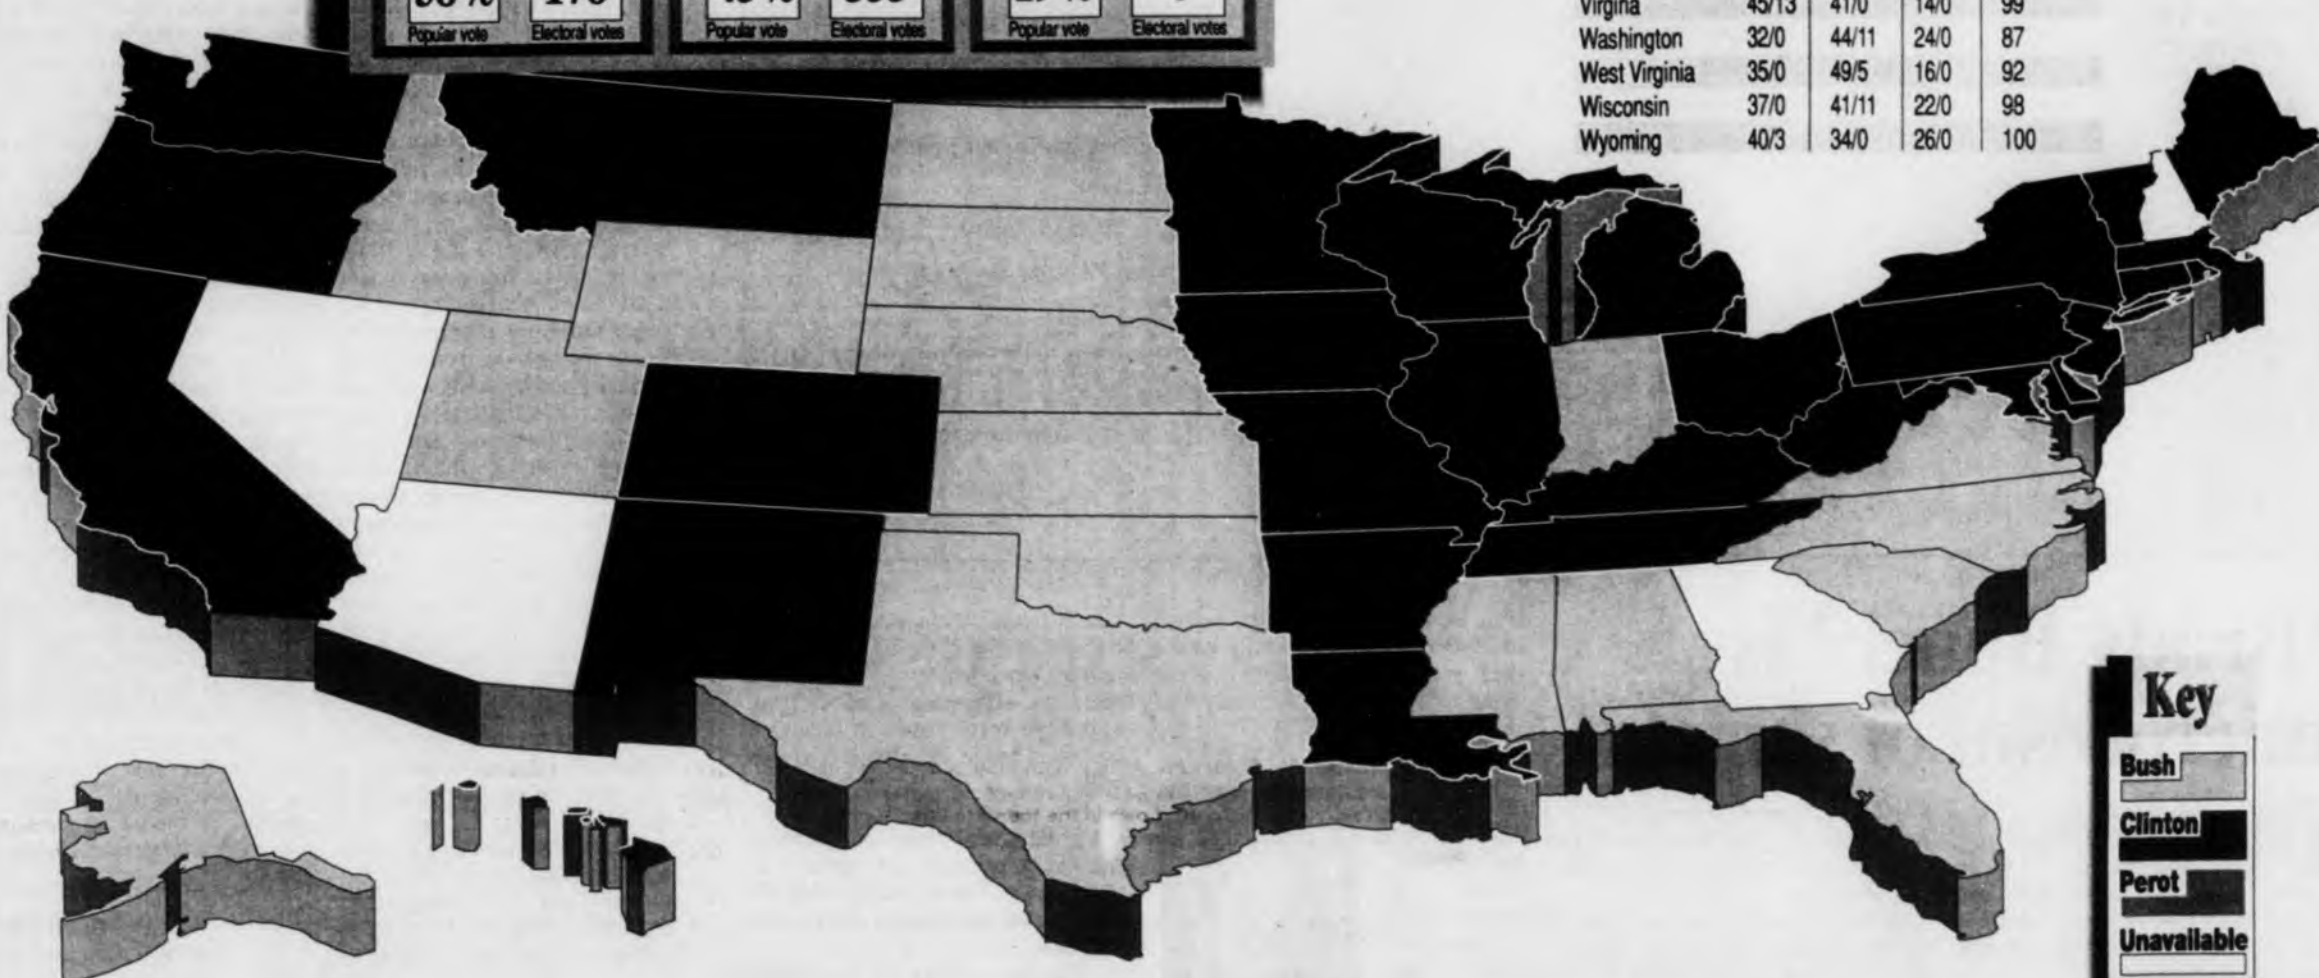 Popular vote Electoral votes
Popular vote Electoral votes
Popular vote Electoral votes
Virgina 45/13 41/0 14/0 99
Washington 32/0 44/11 24/0 87
West Virginia 35/0 49/5 16/0 92
Wisconsin 37/0 41/11 22/0 98
Wyoming 40/3 34/0 26/0 100
Key
Bush
Clinton
Perot
Unavailable